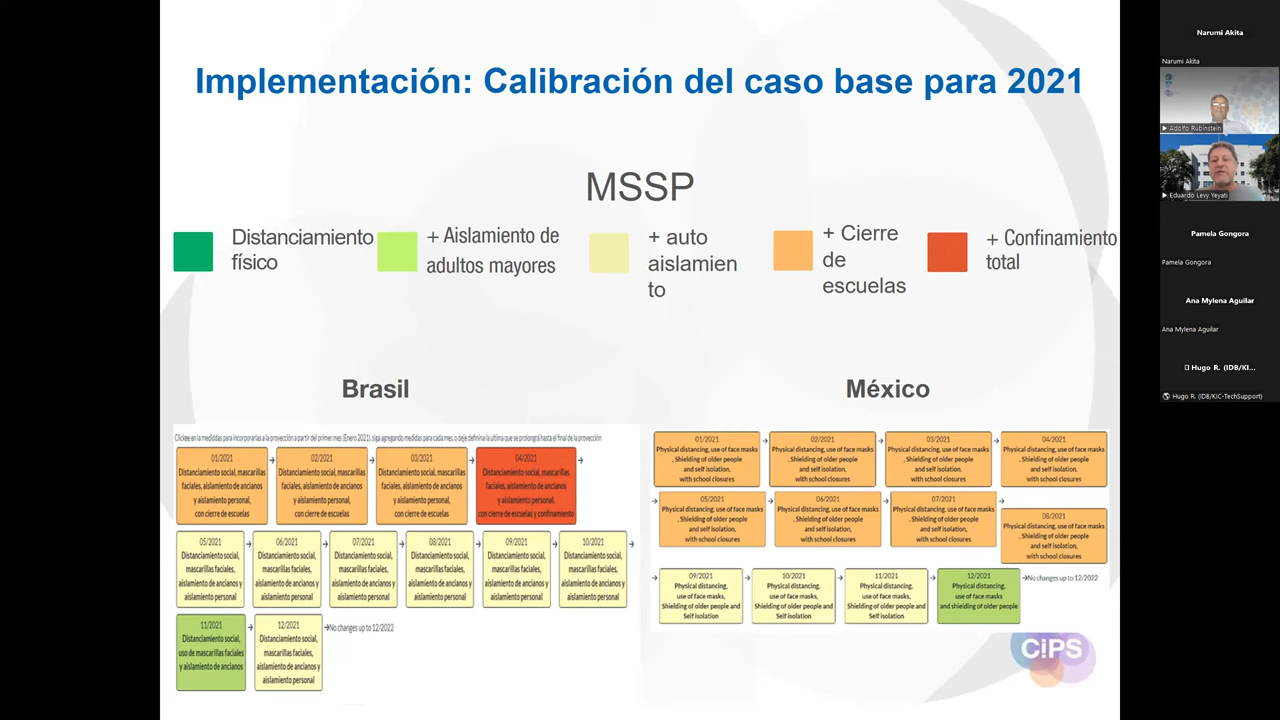 Implementación: Calibración del caso base para 2021
MSSP
Distanciamiento
físico
+ Aislamiento de
adultos mayores
+ auto
aislamien
to
+ Cierre
de
escuelas
+ Confinamiento
total
Brasil
México
Clickee en la medidas para incorporarlas a la proyección a partir del primer mes (Enero 2021), siga agregando medidas para cada mes, o deje definirla ultima que se prolongará hasta el final de la proyección
01/2021
Distanciamiento social, mascarillas
faciales, aislamiento de ancianos
y aislamiento personal,
con cierre de escuelas
02/2021
Distanciamiento social, mascarillas
faciales, aislamiento de ancianos
y aislamiento personal,
con cierre de escuelas
03/2021
Distanciamiento social, mascarillas
faciales, aislamiento de ancianos
y aislamiento personal,
con cierre de escuelas
04/2021
Distanciamiento social, mascarillas
faciales, aislamiento de ancianos
y aislamiento personal,
con cierre de escuelas y confinamiento
05/2021
Distanciamiento social,
mascarillas faciales,
aislamiento de ancianos y
aislamiento personal
06/2021
Distanciamiento social,
mascarillas faciales,
aislamiento de ancianos y
aislamiento personal
07/2021
Distanciamiento social,
mascarillas faciales,
aislamiento de ancianos y
aislamiento personal
08/2021
Distanciamiento social,
mascarillas faciales,
aislamiento de ancianos y
aislamiento personal
09/2021
Distanciamiento social,
mascarillas faciales,
aislamiento de ancianos y
aislamiento personal
10/2021
Distanciamiento social,
mascarillas faciales,
aislamiento de ancianos y
aislamiento personal
11/2021
Distanciamiento social,
uso de mascarillas faciales
y aislamiento de ancianos
12/2021
Distanciamiento social,
mascarillas faciales,
aislamiento de ancianos y
aislamiento personal
No changes up to 12/2022
01/2021
Physical distancing, use of face masks
, Shielding of older people
and self isolation,
with school closures
02/2021
Physical distancing, use of face masks
, Shielding of older people
and self isolation,
with school closures
03/2021
Physical distancing, use of face masks
, Shielding of older people
and self isolation,
with school closures
04/2021
Physical distancing, use of face masks
, Shielding of older people
and self isolation,
with school closures
05/2021
Physical distancing, use of face masks
, Shielding of older people
and self isolation,
with school closures
06/2021
Physical distancing, use of face masks
, Shielding of older people
and self isolation,
with school closures
07/2021
Physical distancing, use of face masks
, Shielding of older people
and self isolation,
with school closures
08/2021
Physical distancing, use of face masks
, Shielding of older people
and self isolation,
with school closures
09/2021
Physical distancing,
use of face masks,
Shielding of older people and
Self isolation
10/2021
Physical distancing,
use of face masks,
Shielding of older people and
Self isolation
11/2021
Physical distancing,
use of face masks,
Shielding of older people and
Self isolation
12/2021
Physical distancing,
use of face masks
and shielding of older people
No changes up to 12/2022
CiPS
Narumi Akita
Narumi Akita
Adolfo Rubinstein
Eduardo Levy Yeyati
Pamela Gongora
Pamela Gongora
Ana Mylena Aguilar
Ana Mylena Aguilar
Hugo R. (IDB/KI...
Hugo R. (IDB/KIC-TechSupport)